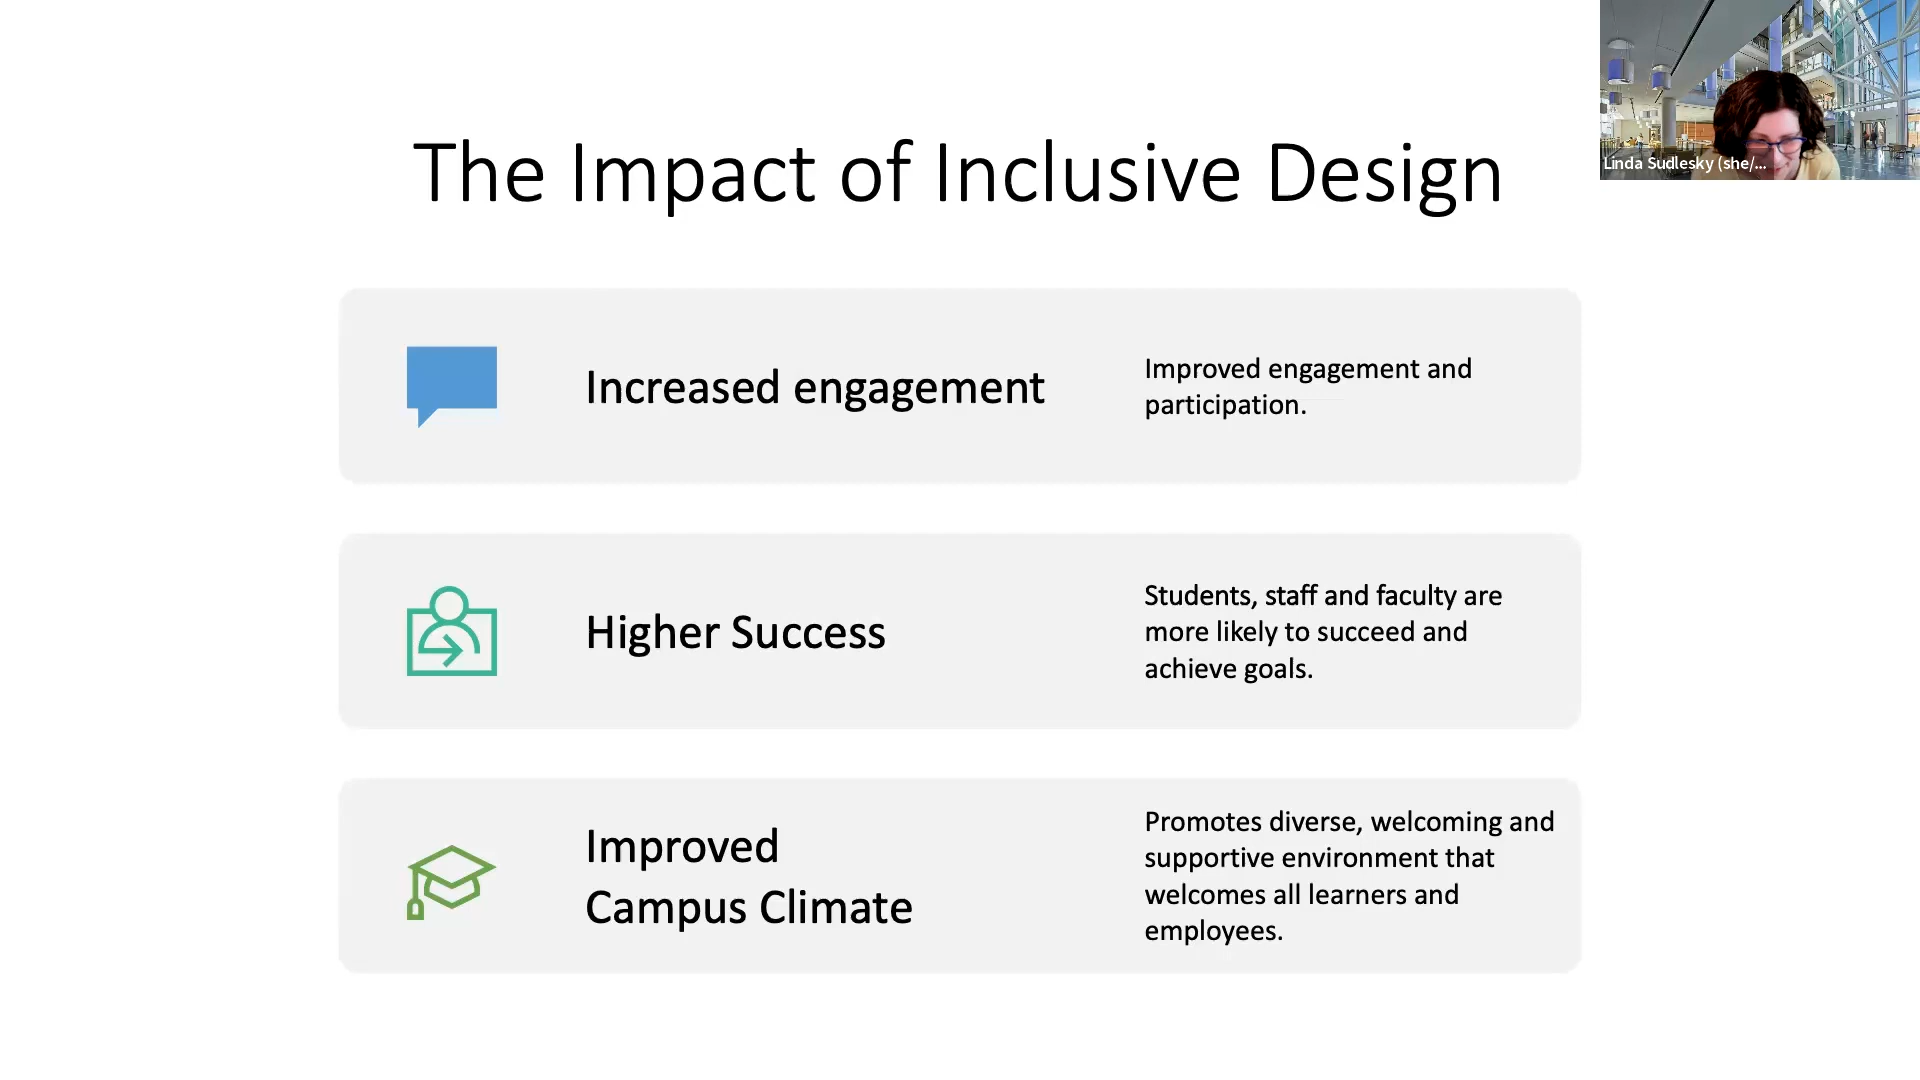 The Impact of Inclusive Design
Linda Sudlesky (she/...
Increased engagement
Improved engagement and
participation.
Higher Success
Students, staff and faculty are
more likely to succeed and
achieve goals.
Improved
Campus Climate
Promotes diverse, welcoming and
supportive environment that
welcomes all learners and
employees.